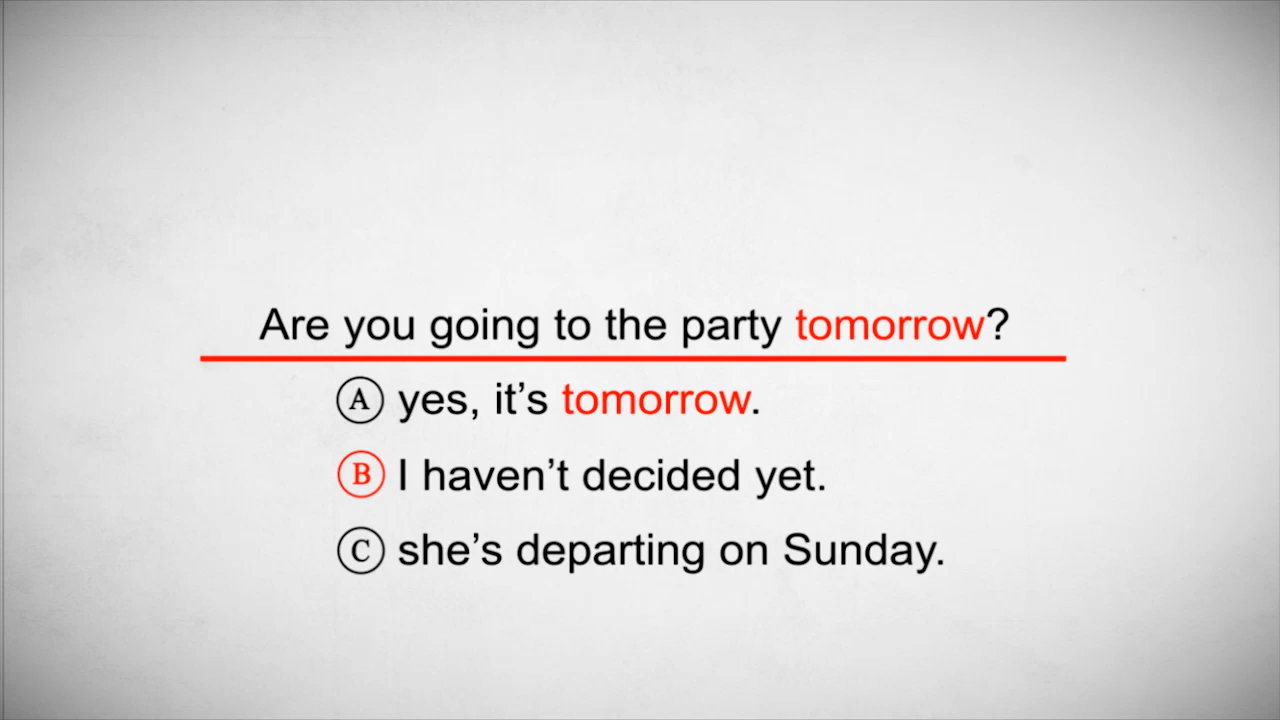 Are you going to the party tomorrow?
Ⓐ yes, it’s tomorrow.
Ⓑ I haven’t decided yet.
Ⓒ she’s departing on Sunday.